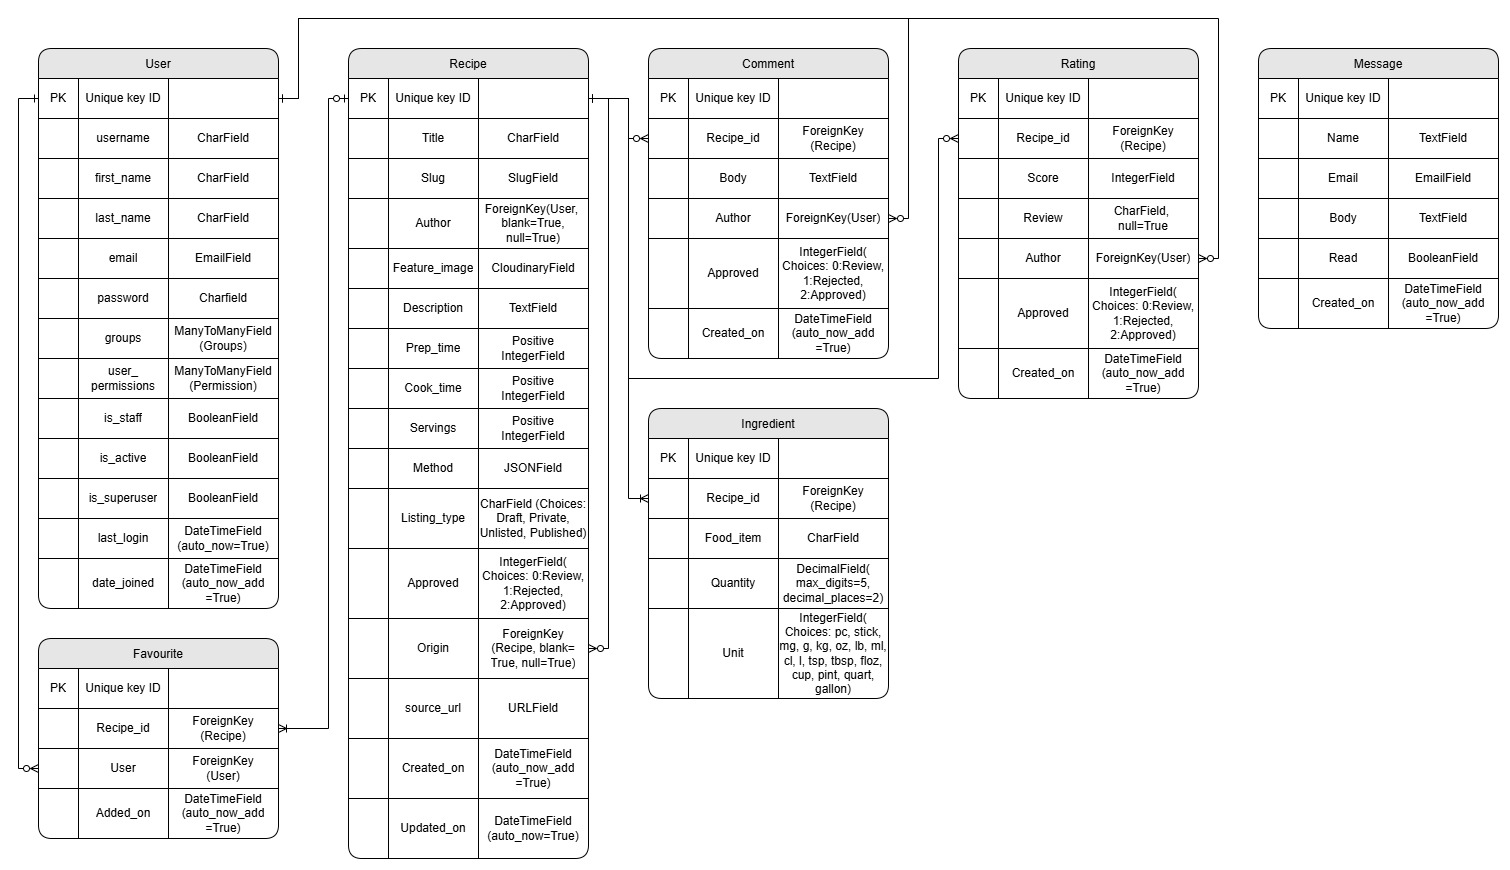 User
PK
Unique key ID
username
CharField
first_name
CharField
last_name
CharField
email
EmailField
password
Charfield
groups
ManyToManyField
(Groups)
user_
permissions
ManyToManyField
(Permission)
is_staff
BooleanField
is_active
BooleanField
is_superuser
BooleanField
last_login
DateTimeField
(auto_now=True)
date_joined
DateTimeField
(auto_now_add
=True)
Favourite
PK
Unique key ID
Recipe_id
ForeignKey
(Recipe)
User
ForeignKey
(User)
Added_on
DateTimeField
(auto_now_add
=True)
Recipe
PK
Unique key ID
Title
CharField
Slug
SlugField
Author
ForeignKey(User,
blank=True,
null=True)
Feature_image
CloudinaryField
Description
TextField
Prep_time
Positive
IntegerField
Cook_time
Positive
IntegerField
Servings
Positive
IntegerField
Method
JSONField
Listing_type
CharField (Choices:
Draft, Private,
Unlisted, Published)
Approved
IntegerField(
Choices: 0:Review,
1:Rejected,
2:Approved)
Origin
ForeignKey
(Recipe, blank=
True, null=True)
source_url
URLField
Created_on
DateTimeField
(auto_now_add
=True)
Updated_on
DateTimeField
(auto_now=True)
Comment
PK
Unique key ID
Recipe_id
ForeignKey
(Recipe)
Body
TextField
Author
ForeignKey(User)
Approved
IntegerField(
Choices: 0:Review,
1:Rejected,
2:Approved)
Created_on
DateTimeField
(auto_now_add
=True)
Ingredient
PK
Unique key ID
Recipe_id
ForeignKey
(Recipe)
Food_item
CharField
Quantity
DecimalField(
max_digits=5,
decimal_places=2)
Unit
IntegerField(
Choices: pc, stick,
mg, g, kg, oz, lb, ml,
cl, l, tsp, tbsp, floz,
cup, pint, quart,
gallon)
Rating
PK
Unique key ID
Recipe_id
ForeignKey
(Recipe)
Score
IntegerField
Review
CharField,
null=True
Author
ForeignKey(User)
Approved
IntegerField(
Choices: 0:Review,
1:Rejected,
2:Approved)
Created_on
DateTimeField
(auto_now_add
=True)
Message
PK
Unique key ID
Name
TextField
Email
EmailField
Body
TextField
Read
BooleanField
Created_on
DateTimeField
(auto_now_add
=True)